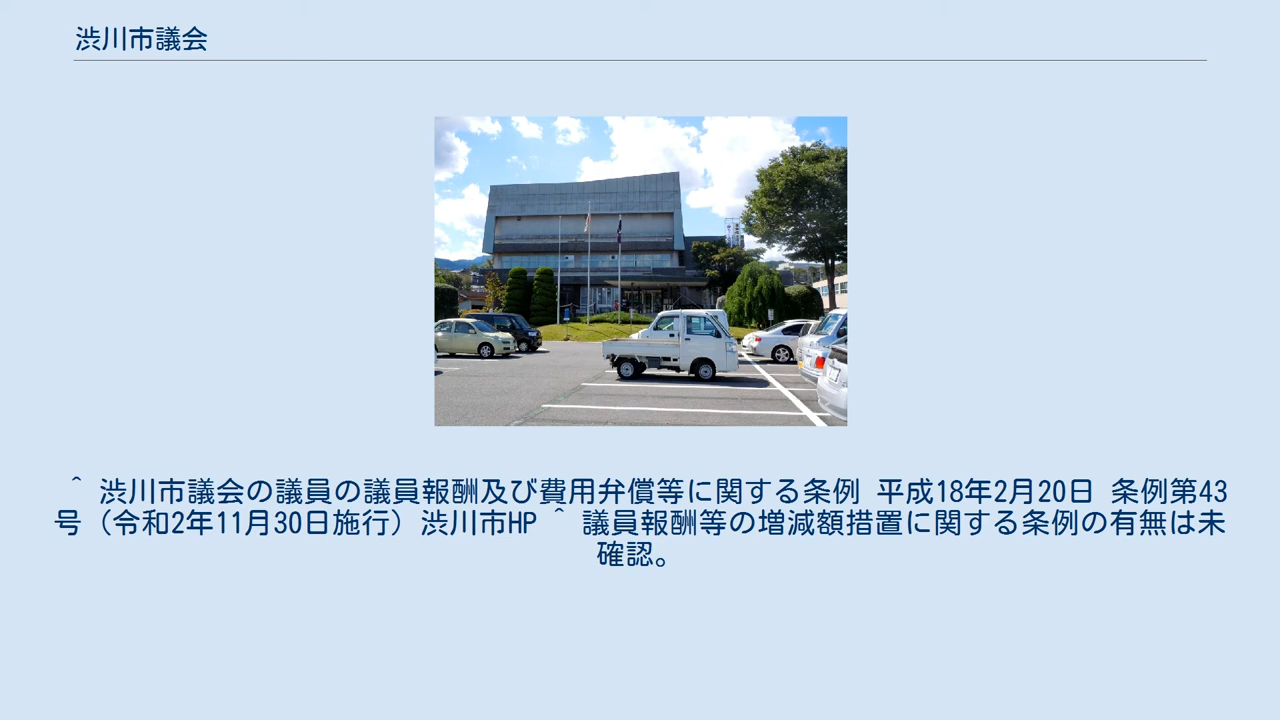 渋川市議会
^ 渋川市議会の議員の議員報酬及び費用弁償等に関する条例 平成18年2月20日 条例第43
号（令和2年11月30日施行）渋川市HP ^ 議員報酬等の増減額措置に関する条例の有無は未
確認。